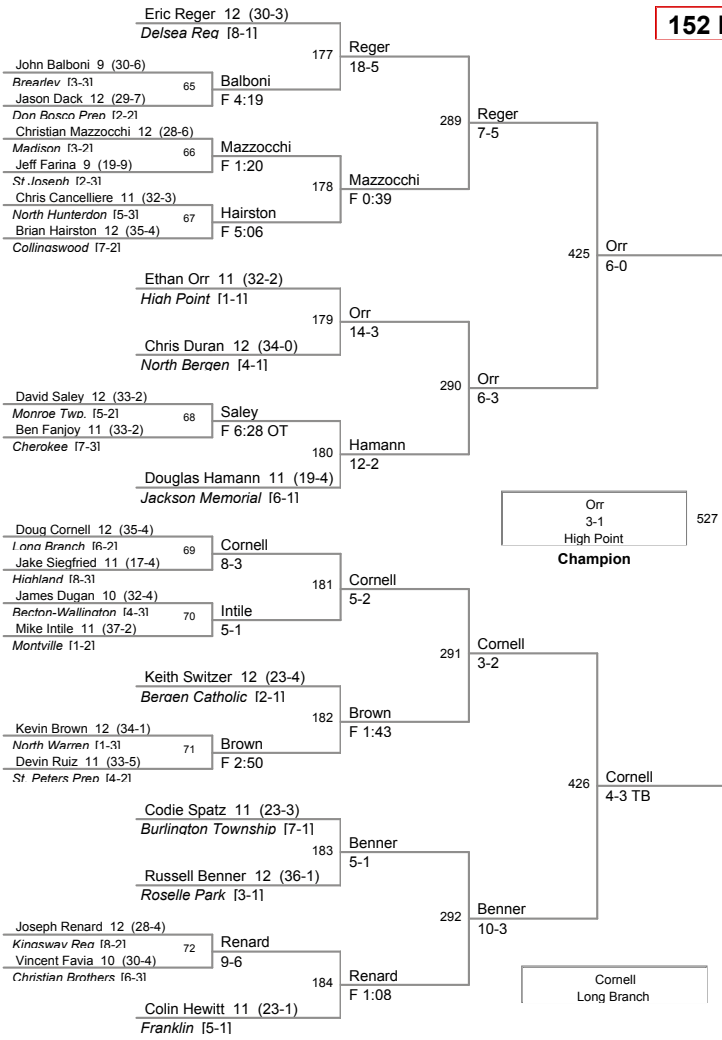 152 
Eric Reger 12 (30-3)
Delsea Reg [8-1]
177
Reger
18-5
John Balboni 9 (30-6)
Brearley [3-3]
65
Balboni
F 4:19
Jason Dack 12 (29-7)
Don Bosco Prep [2-2]
289
Reger
7-5
Christian Mazzocchi 12 (28-6)
Madison [3-2]
66
Mazzocchi
F 1:20
Jeff Farina 9 (19-9)
St Joseph [2-3]
178
Mazzocchi
F 0:39
Chris Cancelliere 11 (32-3)
North Hunterdon [5-3]
67
Hairston
F 5:06
Brian Hairston 12 (35-4)
Collingswood [7-2]
425
Orr
6-0
Ethan Orr 11 (32-2)
High Point [1-1]
179
Orr
14-3
Chris Duran 12 (34-0)
North Bergen [4-1]
290
Orr
6-3
David Saley 12 (33-2)
Monroe Twp. [5-2]
68
Saley
F 6:28 OT
Ben Fanjoy 11 (33-2)
Cherokee [7-3]
180
Hamann
12-2
Douglas Hamann 11 (19-4)
Jackson Memorial [6-1]
Orr
3-1
High Point
527
Champion
Doug Cornell 12 (35-4)
Long Branch [6-2]
69
Cornell
8-3
Jake Siegfried 11 (17-4)
Highland [8-3]
181
Cornell
5-2
James Dugan 10 (32-4)
Becton-Wallington [4-3]
70
Intile
5-1
Mike Intile 11 (37-2)
Montville [1-2]
291
Cornell
3-2
Keith Switzer 12 (23-4)
Bergen Catholic [2-1]
182
Brown
F 1:43
Kevin Brown 12 (34-1)
North Warren [1-3]
71
Brown
F 2:50
Devin Ruiz 11 (33-5)
St. Peters Prep [4-2]
426
Cornell
4-3 TB
Codie Spatz 11 (23-3)
Burlington Township [7-1]
183
Benner
5-1
Russell Benner 12 (36-1)
Roselle Park [3-1]
292
Benner
10-3
Joseph Renard 12 (28-4)
Kingsway Reg [8-2]
72
Renard
9-6
Vincent Favia 10 (30-4)
Christian Brothers [6-3]
184
Renard
F 1:08
Colin Hewitt 11 (23-1)
Franklin [5-1]
Cornell
Long Branch